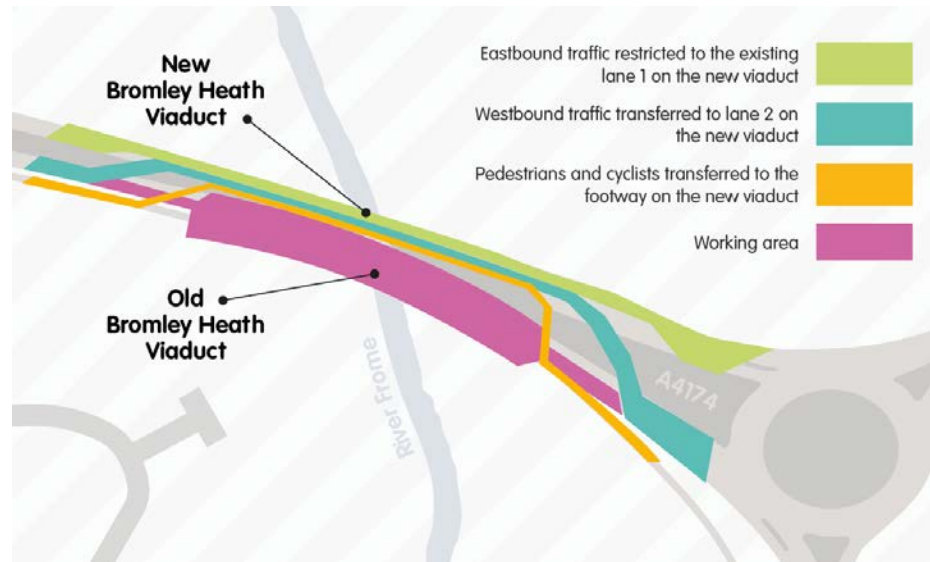 New
Bromley Heath
Viaduct
Eastbound traffic restricted to the existing
lane 1 on the new viaduct
Westbound traffic transferred to lane 2 on
the new viaduct
Pedestrians and cyclists transferred to the
footway on the new viaduct
Working area
Old
Bromley Heath
Viaduct
River Frome
A4174